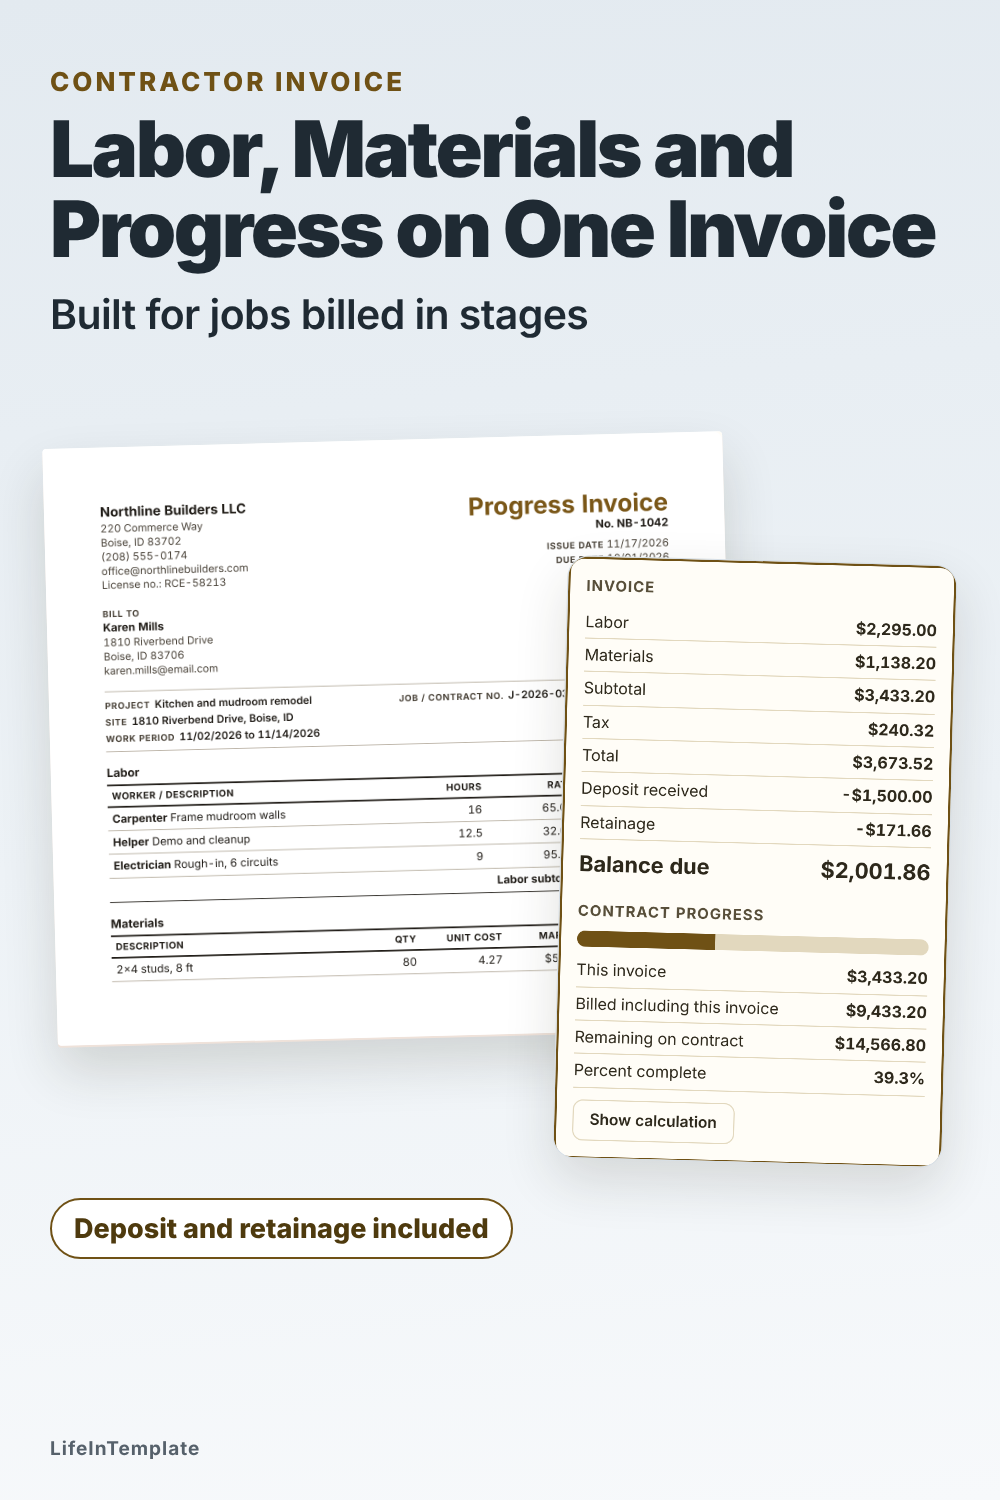 CONTRACTOR INVOICE
Labor, Materials and
Progress on One Invoice
Built for jobs billed in stages
Northline Builders LLC
220 Commerce Way
Boise, ID 83702
(208) 555-0174
office@northlinebuilders.com
License no.: RCE-58213
Progress Invoice
No. NB-1042
ISSUE DATE 11/17/2026
BILL TO
Karen Mills
1810 Riverbend Drive
Boise, ID 83706
karen.mills@email.com
PROJECT Kitchen and mudroom remodel
JOB / CONTRACT NO.
SITE 1810 Riverbend Drive, Boise, ID
WORK PERIOD 11/02/2026 to 11/14/2026
Labor
WORKER / DESCRIPTION HOURS
Carpenter Frame mudroom walls 16
Helper Demo and cleanup 12.5
Electrician Rough-in, 6 circuits 9
Labor
Materials
DESCRIPTION QTY UNIT COST
2×4 studs, 8 ft 80 4.27
INVOICE
Labor $2,295.00
Materials $1,138.20
Subtotal $3,433.20
Tax $240.32
Total $3,673.52
Deposit received -$1,500.00
Retainage -$171.66
Balance due $2,001.86
CONTRACT PROGRESS
This invoice $3,433.20
Billed including this invoice $9,433.20
Remaining on contract $14,566.80
Percent complete 39.3%
Show calculation
Deposit and retainage included
LifeInTemplate